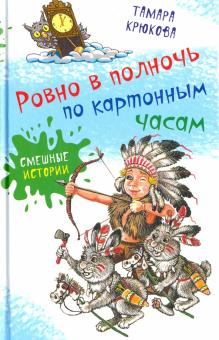 ТАМАРА
КРЮКОВА
РОВНО В ПОЛНОЧЬ
ПО КАРТОННЫМ
ЧАСАМ
СМЕШНЫЕ
ИСТОРИИ